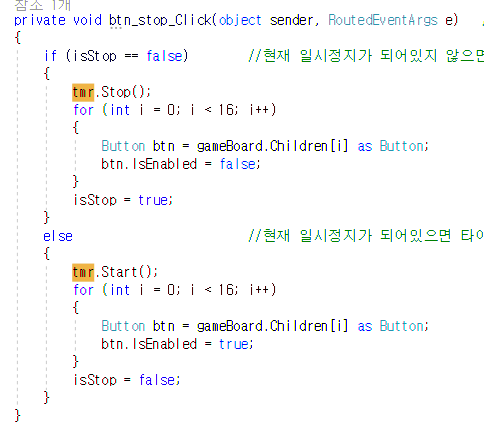 참조 1개
private void btn_stop_Click(object sender, RoutedEventArgs e)
{
if (isStop == false) //현재 일시정지가 되어있지 않으면
{
tmr.Stop();
for (int i = 0; i < 16; i++)
{
Button btn = gameBoard.Children[i] as Button;
btn.IsEnabled = false;
}
isStop = true;
}
else //현재 일시정지가 되어있으면 타이
{
tmr.Start();
for (int i = 0; i < 16; i++)
{
Button btn = gameBoard.Children[i] as Button;
btn.IsEnabled = true;
}
isStop = false;
}
}